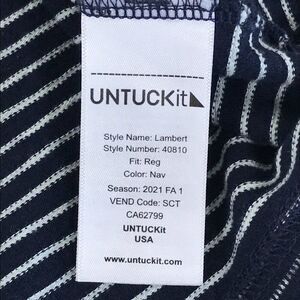 UNTUCKit
Style Name: Lambert
Style Number: 40810
Fit: Reg
Color: Nav
Season: 2021 FA 1
VEND Code: SCT
CA62799
UNTUCKit
USA
www.untuckit.com